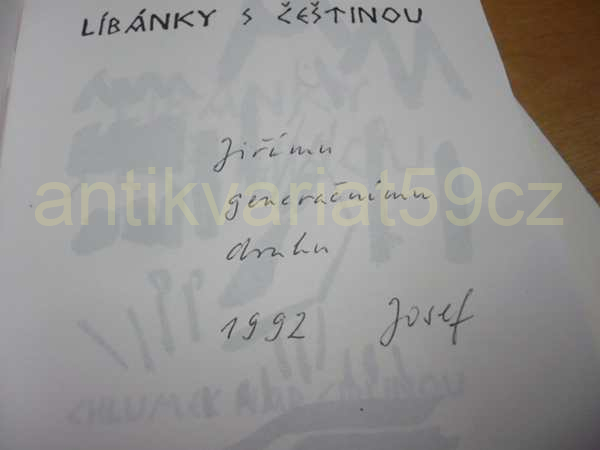 LÍBÁNKY S ČEŠTINOU
Jiřímu
generačnímu
druhu
1992 Josef
antikvariat59cz